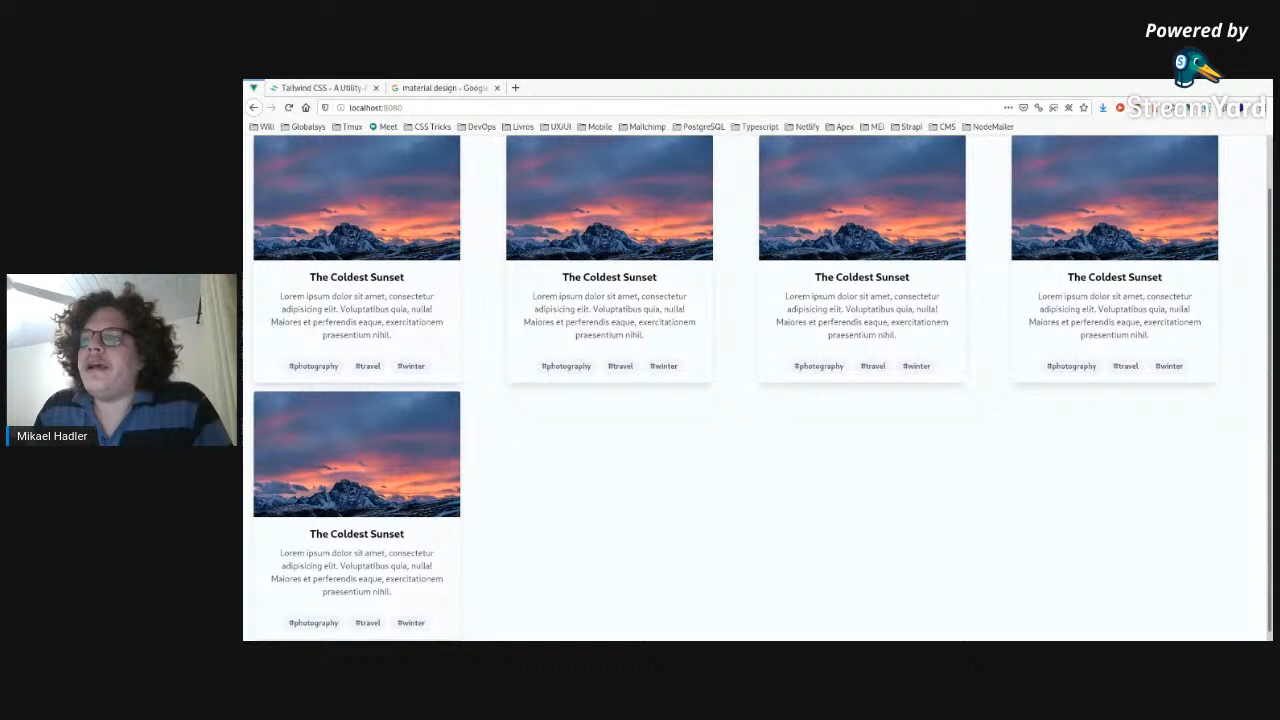 Powered by
StreamYard
Tailwind CSS - A Utility-F
material design - Google
localhost:8080
Will Globalsys Tmux Meet CSS Tricks DevOps Livros UX/UI Mobile Mailchimp PostgreSQL Typescript Netlify Apex MEI Strapi CMS NodeMailer
The Coldest Sunset
Lorem ipsum dolor sit amet, consectetur
adipisicing elit. Voluptatibus quia, nulla!
Maiores et perferendis eaque, exercitationem
praesentium nihil.
#photography #travel #winter
The Coldest Sunset
Lorem ipsum dolor sit amet, consectetur
adipisicing elit. Voluptatibus quia, nulla!
Maiores et perferendis eaque, exercitationem
praesentium nihil.
#photography #travel #winter
The Coldest Sunset
Lorem ipsum dolor sit amet, consectetur
adipisicing elit. Voluptatibus quia, nulla!
Maiores et perferendis eaque, exercitationem
praesentium nihil.
#photography #travel #winter
The Coldest Sunset
Lorem ipsum dolor sit amet, consectetur
adipisicing elit. Voluptatibus quia, nulla!
Maiores et perferendis eaque, exercitationem
praesentium nihil.
#photography #travel #winter
The Coldest Sunset
Lorem ipsum dolor sit amet, consectetur
adipisicing elit. Voluptatibus quia, nulla!
Maiores et perferendis eaque, exercitationem
praesentium nihil.
#photography #travel #winter
Mikael Hadler